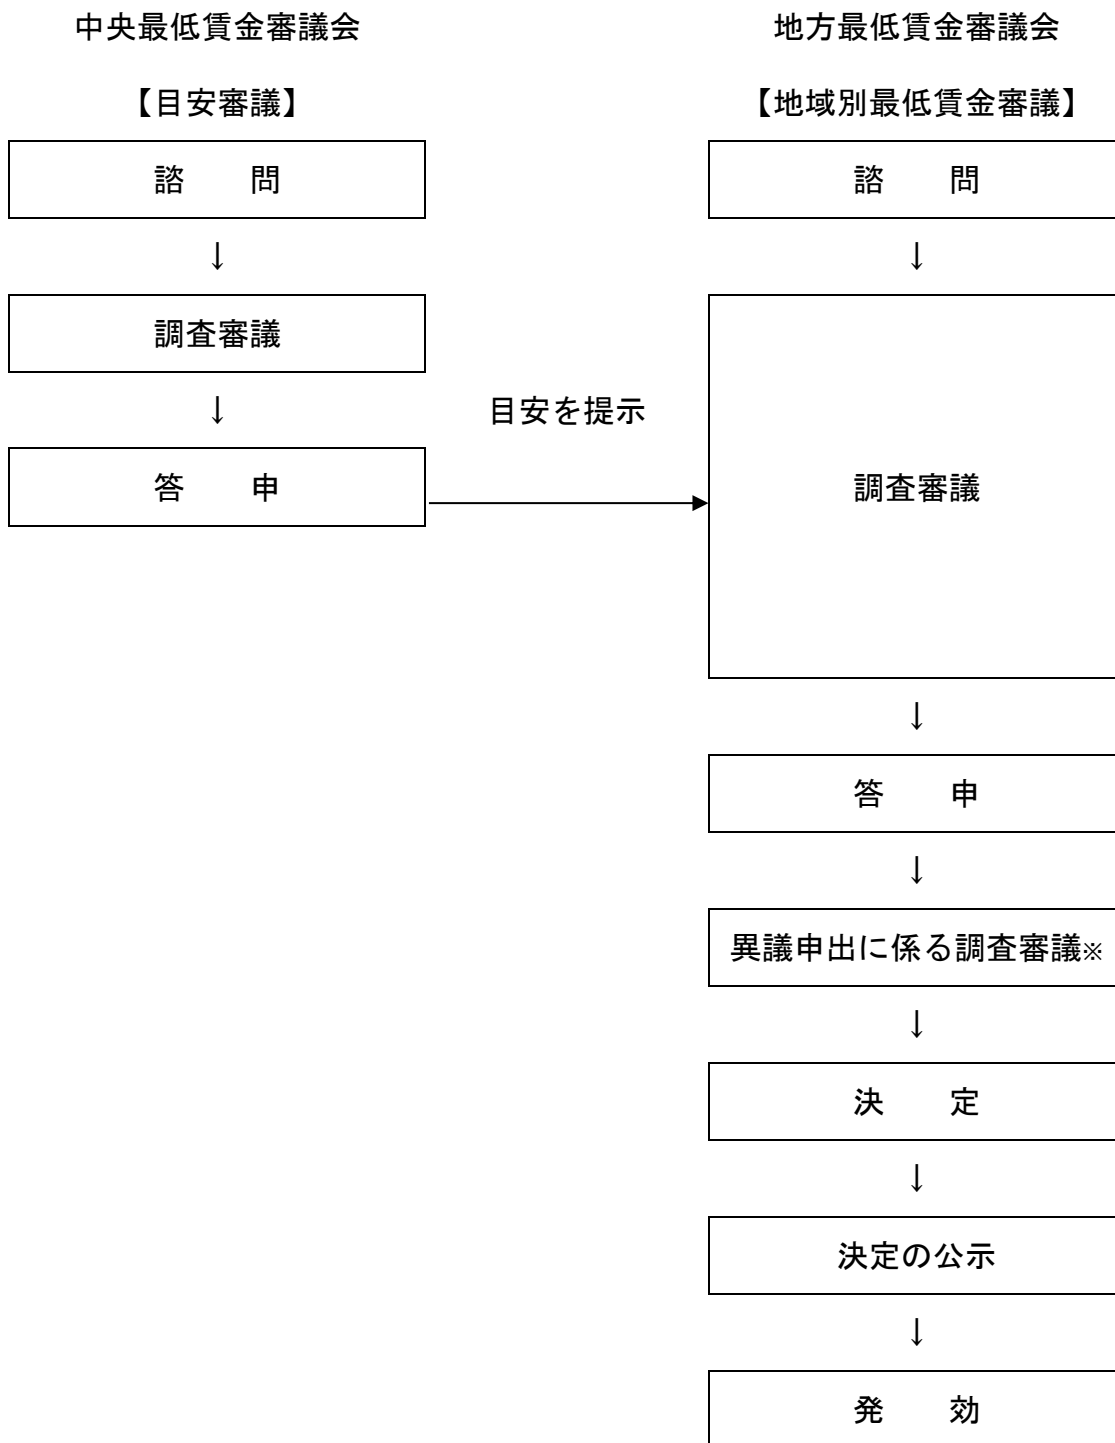 中央最低賃金審議会
【目安審議】
諮問
↓
調査審議
↓
答申
目安を提示
地方最低賃金審議会
【地域別最低賃金審議】
諮問
↓
調査審議
↓
答申
↓
異議申出に係る調査審議※
↓
決定
↓
決定の公示
↓
発効